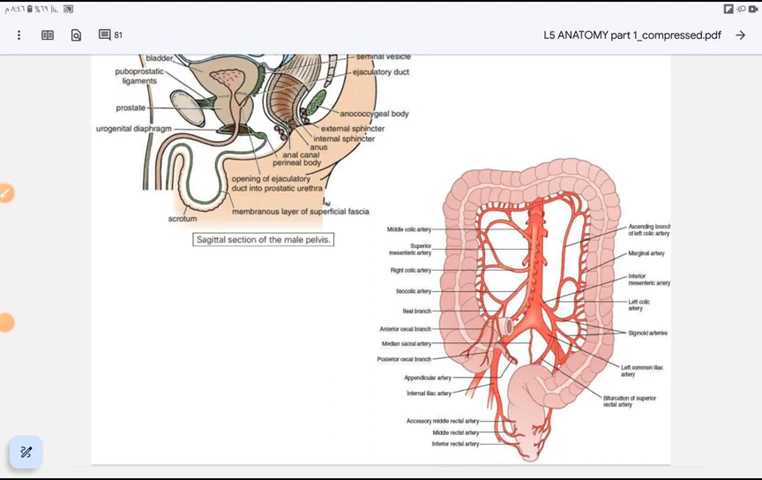 ٨:٤٦ م
٪٦٩
81
L5 ANATOMY part 1_compressed.pdf
bladder
puboprostatic
ligaments
prostate
urogenital diaphragm
seminal vesicle
ejaculatory duct
anococcygeal body
external sphincter
internal sphincter
anus
anal canal
perineal body
opening of ejaculatory
duct into prostatic urethra
membranous layer of superficial fascia
scrotum
Sagittal section of the male pelvis.
Middle colic artery
Superior
mesenteric artery
Right colic artery
Ileocolic artery
Ileal branch
Anterior cecal branch
Median sacral artery
Posterior cecal branch
Appendicular artery
Internal iliac artery
Accessory middle rectal artery
Middle rectal artery
Inferior rectal artery
Ascending branch
of left colic artery
Marginal artery
Inferior
mesenteric artery
Left colic
artery
Sigmoid arteries
Left common iliac
artery
Bifurcation of superior
rectal artery